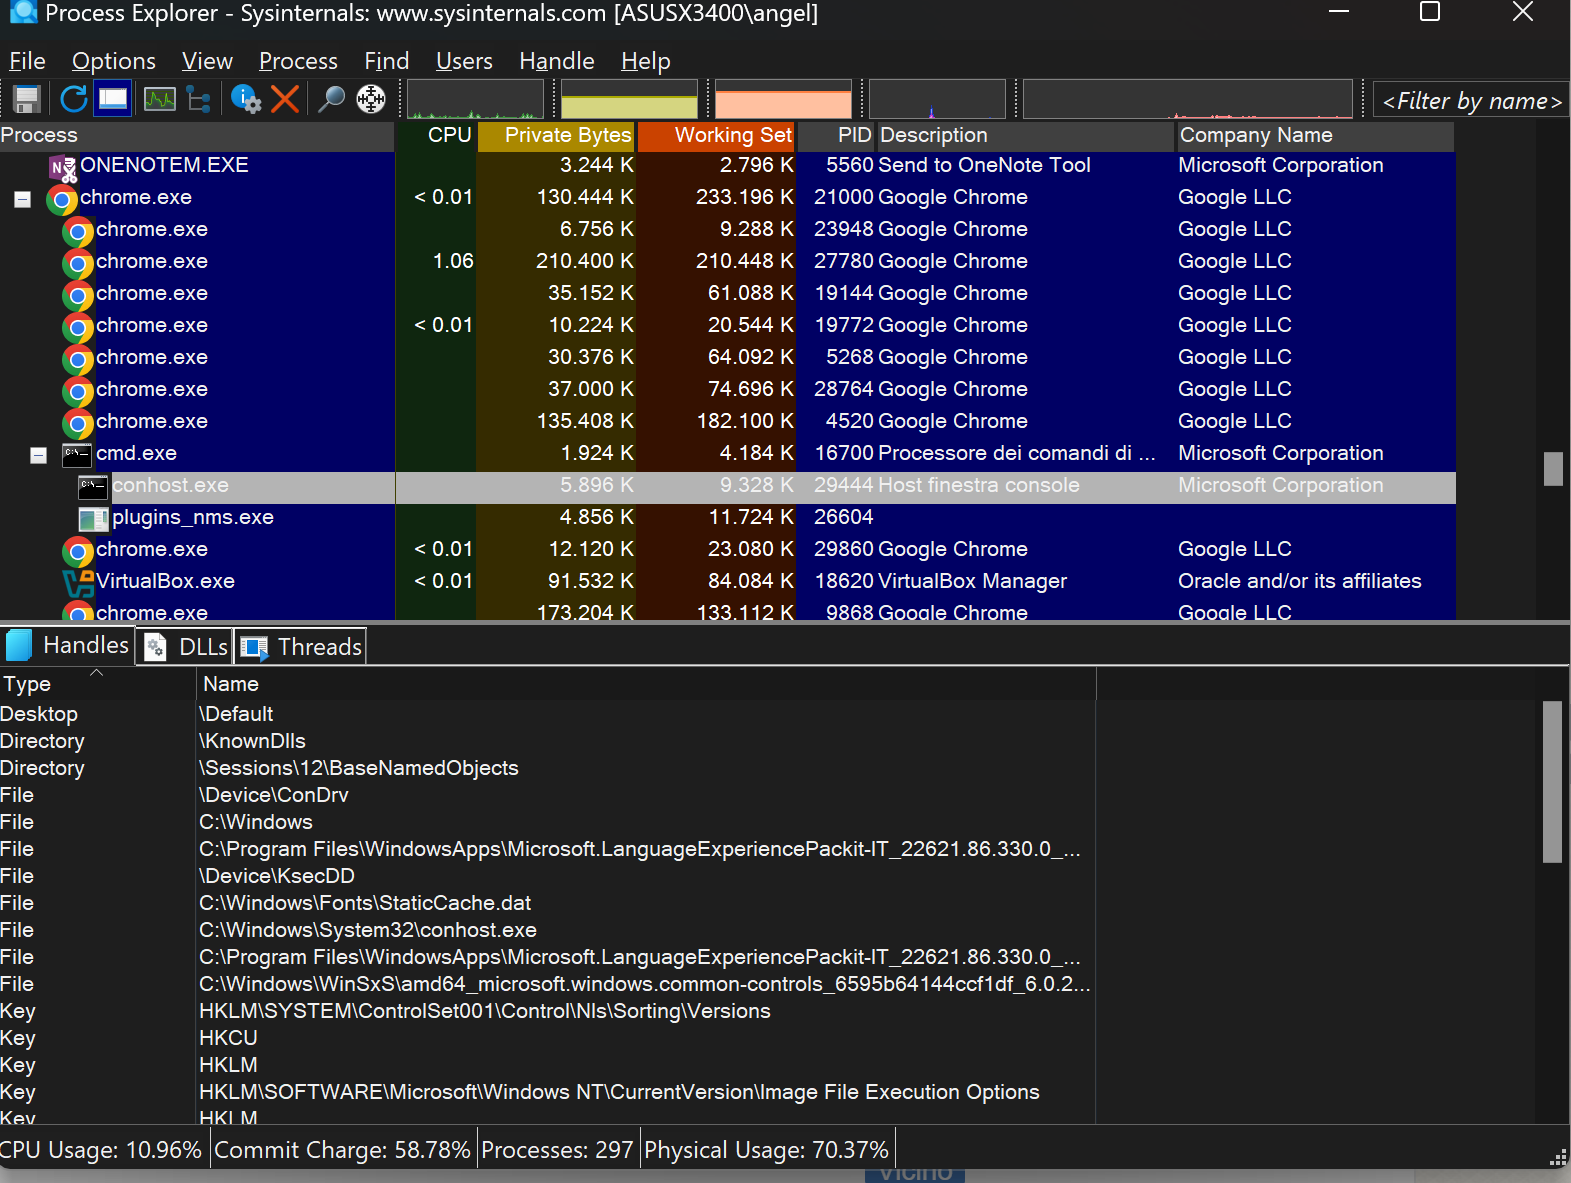 Process Explorer - Sysinternals: www.sysinternals.com [ASUSX3400\angel]
File Options View Process Find Users Handle Help
<Filter by name>
Process CPU Private Bytes Working Set PID Description Company Name
ONENOTEM.EXE 3.244 K 2.796 K 5560 Send to OneNote Tool Microsoft Corporation
chrome.exe < 0.01 130.444 K 233.196 K 21000 Google Chrome Google LLC
chrome.exe 6.756 K 9.288 K 23948 Google Chrome Google LLC
chrome.exe 1.06 210.400 K 210.448 K 27780 Google Chrome Google LLC
chrome.exe 35.152 K 61.088 K 19144 Google Chrome Google LLC
chrome.exe < 0.01 10.224 K 20.544 K 19772 Google Chrome Google LLC
chrome.exe 30.376 K 64.092 K 5268 Google Chrome Google LLC
chrome.exe 37.000 K 74.696 K 28764 Google Chrome Google LLC
chrome.exe 135.408 K 182.100 K 4520 Google Chrome Google LLC
cmd.exe 1.924 K 4.184 K 16700 Processore dei comandi di ... Microsoft Corporation
conhost.exe 5.896 K 9.328 K 29444 Host finestra console Microsoft Corporation
plugins_nms.exe 4.856 K 11.724 K 26604
chrome.exe < 0.01 12.120 K 23.080 K 29860 Google Chrome Google LLC
VirtualBox.exe < 0.01 91.532 K 84.084 K 18620 VirtualBox Manager Oracle and/or its affiliates
chrome.exe 173.204 K 133.112 K 9868 Google Chrome Google LLC
Handles DLLs Threads
Type Name
Desktop \Default
Directory \KnownDlls
Directory \Sessions\12\BaseNamedObjects
File \Device\ConDrv
File C:\Windows
File C:\Program Files\WindowsApps\Microsoft.LanguageExperiencePackit-IT_22621.86.330.0_...
File \Device\KsecDD
File C:\Windows\Fonts\StaticCache.dat
File C:\Windows\System32\conhost.exe
File C:\Program Files\WindowsApps\Microsoft.LanguageExperiencePackit-IT_22621.86.330.0_...
File C:\Windows\WinSxS\amd64_microsoft.windows.common-controls_6595b64144ccf1df_6.0.2...
Key HKLM\SYSTEM\ControlSet001\Control\Nls\Sorting\Versions
Key HKCU
Key HKLM
Key HKLM\SOFTWARE\Microsoft\Windows NT\CurrentVersion\Image File Execution Options
Key HKLM
CPU Usage: 10.96% Commit Charge: 58.78% Processes: 297 Physical Usage: 70.37%